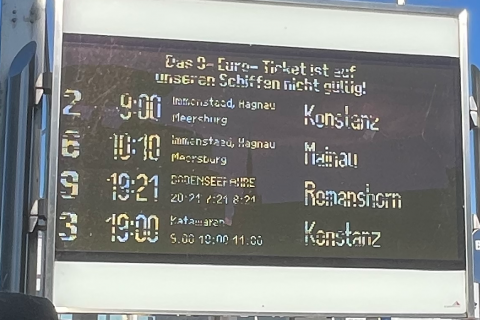 Das 9- Euro- Ticket ist auf
unseren Schiffen nicht gültig!
2 9:00 Immenstaad, Hagnau Meersburg Konstanz
6 10:10 Immenstaad, Hagnau Meersburg Mainau
9 19:21 BODENSEEFÄHRE 20:21 7:21 8:21 Romanshorn
3 19:00 Katamaran 9:00 10:00 11:00 Konstanz